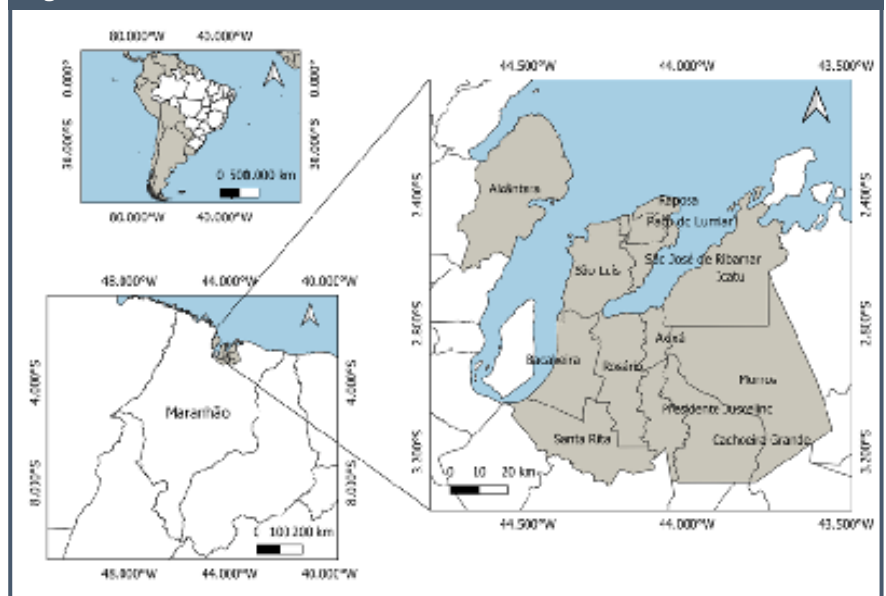 80.000°W 40.000°W
0.000° 0.000°
30.000°S 30.000°S
km
80.000°W 40.000°W
48.000°W 44.000°W 40.000°W
4.000°S 4.000°S
Maranhão
8.000°S 8.000°S
100 200 km
48.000°W 44.000°W 40.000°W
44.500°W 44.000°W 43.500°W
2.400°S 2.400°S
Alcântara
Raposa
Paço do Lumiar
São José de Ribamar
São Luís
Icatu
2.800°S 2.800°S
Axixá
Bacabeira
Rosário
Morros
Presidente Juscelino
Santa Rita
Cachoeira Grande
3.200°S 3.200°S
0 10 20 km
44.500°W 44.000°W 43.500°W